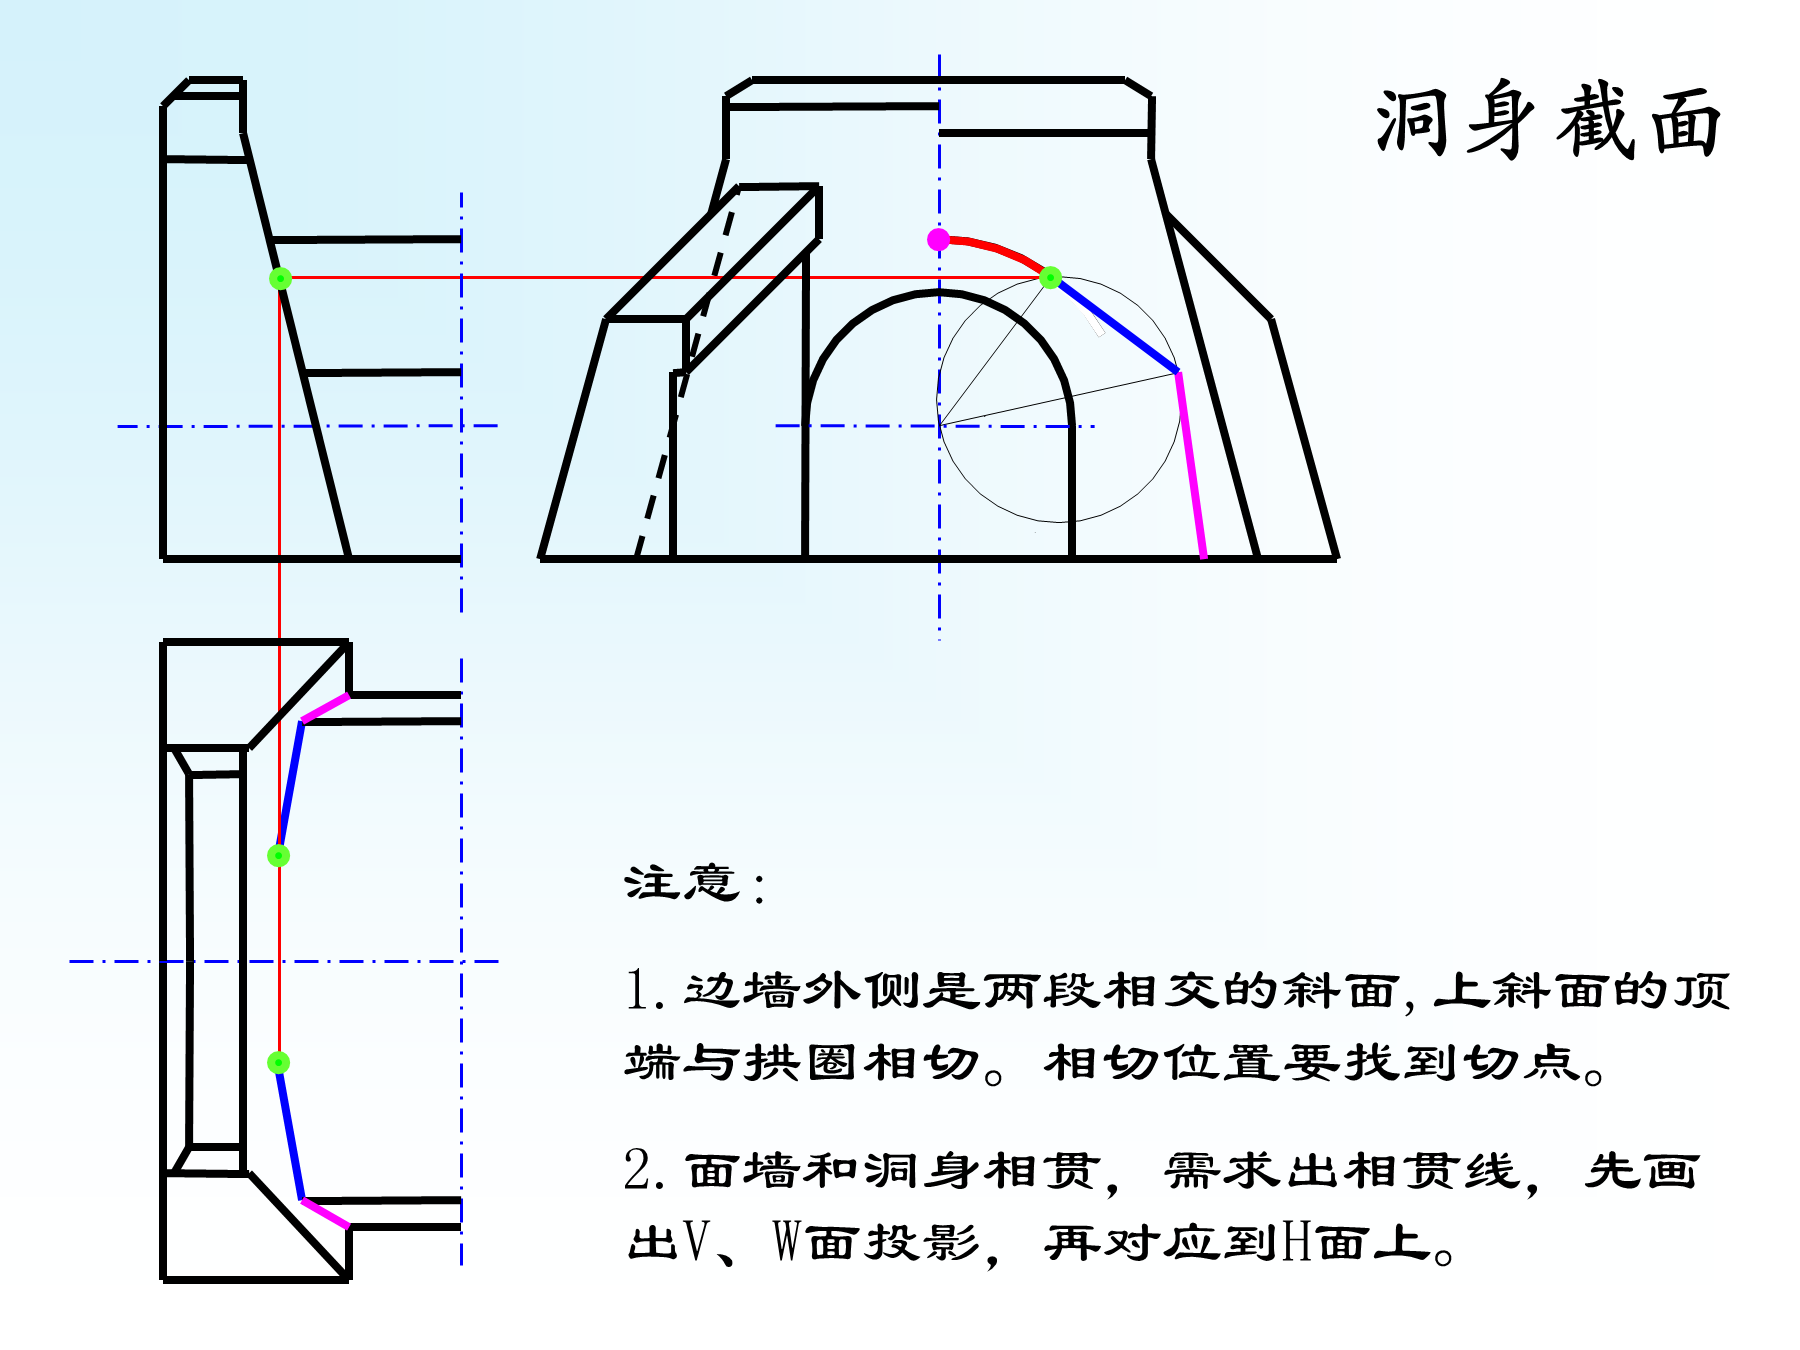 洞身截面
注意:
1.边墙外侧是两段相交的斜面,上斜面的顶
端与拱圈相切。相切位置要找到切点。
2.面墙和洞身相贯，需求出相贯线，先画
出V、W面投影，再对应到H面上。